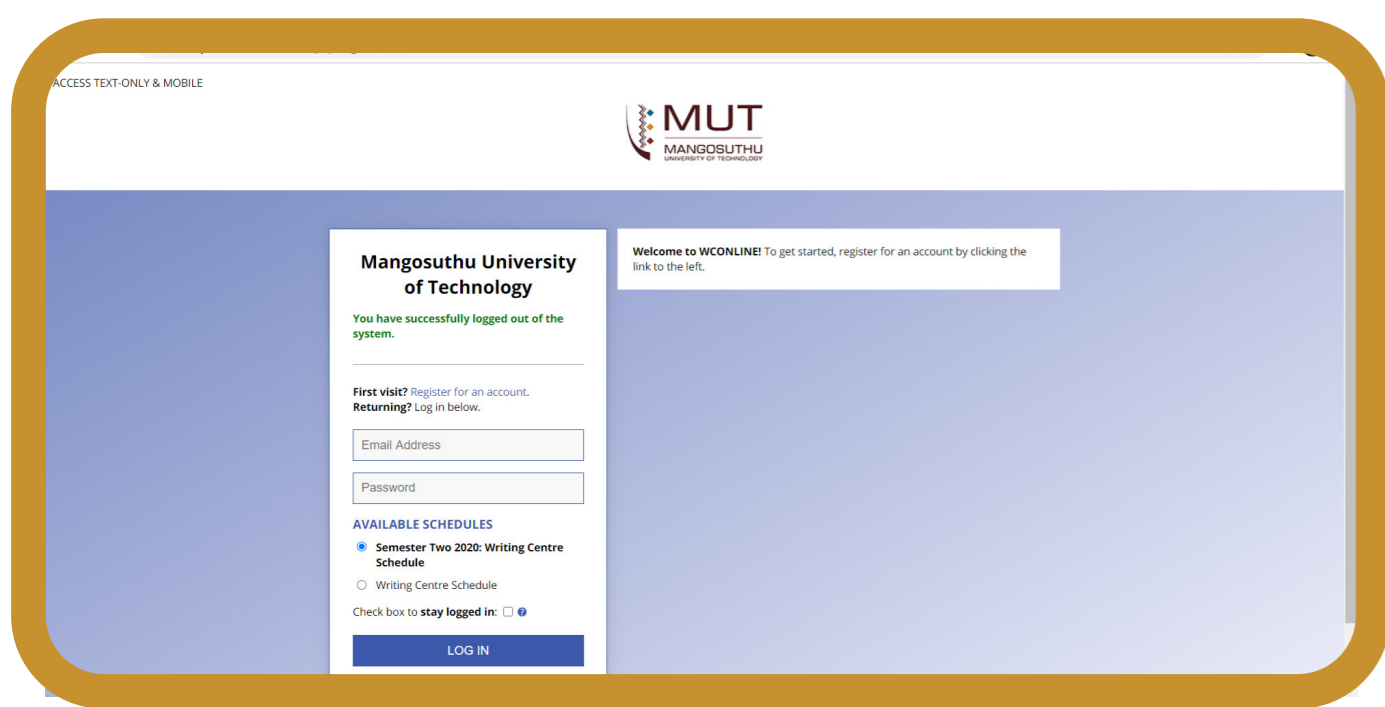 ACCESS TEXT-ONLY & MOBILE
MUT
MANGOSUTHU
UNIVERSITY OF TECHNOLOGY
Mangosuthu University
of Technology
You have successfully logged out of the
system.
First visit? Register for an account.
Returning? Log in below.
Email Address
Password
AVAILABLE SCHEDULES
Semester Two 2020: Writing Centre
Schedule
Writing Centre Schedule
Check box to stay logged in: ?
LOG IN
Welcome to WCONLINE! To get started, register for an account by clicking the
link to the left.